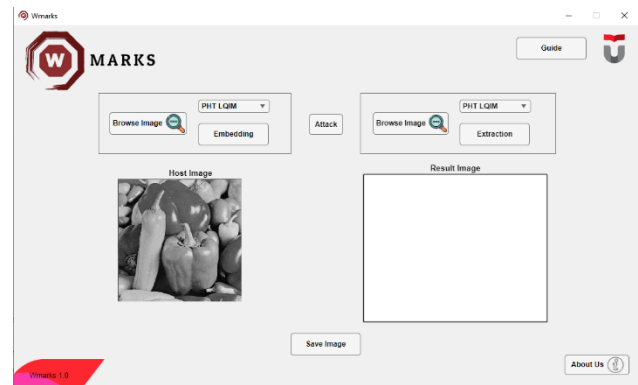 Wmarks
W MARKS
Guide
Browse Image
PHT LQIM
Embedding
Attack
Browse Image
PHT LQIM
Extraction
Host Image
Result Image
Save Image
About Us
Wmarks 1.0